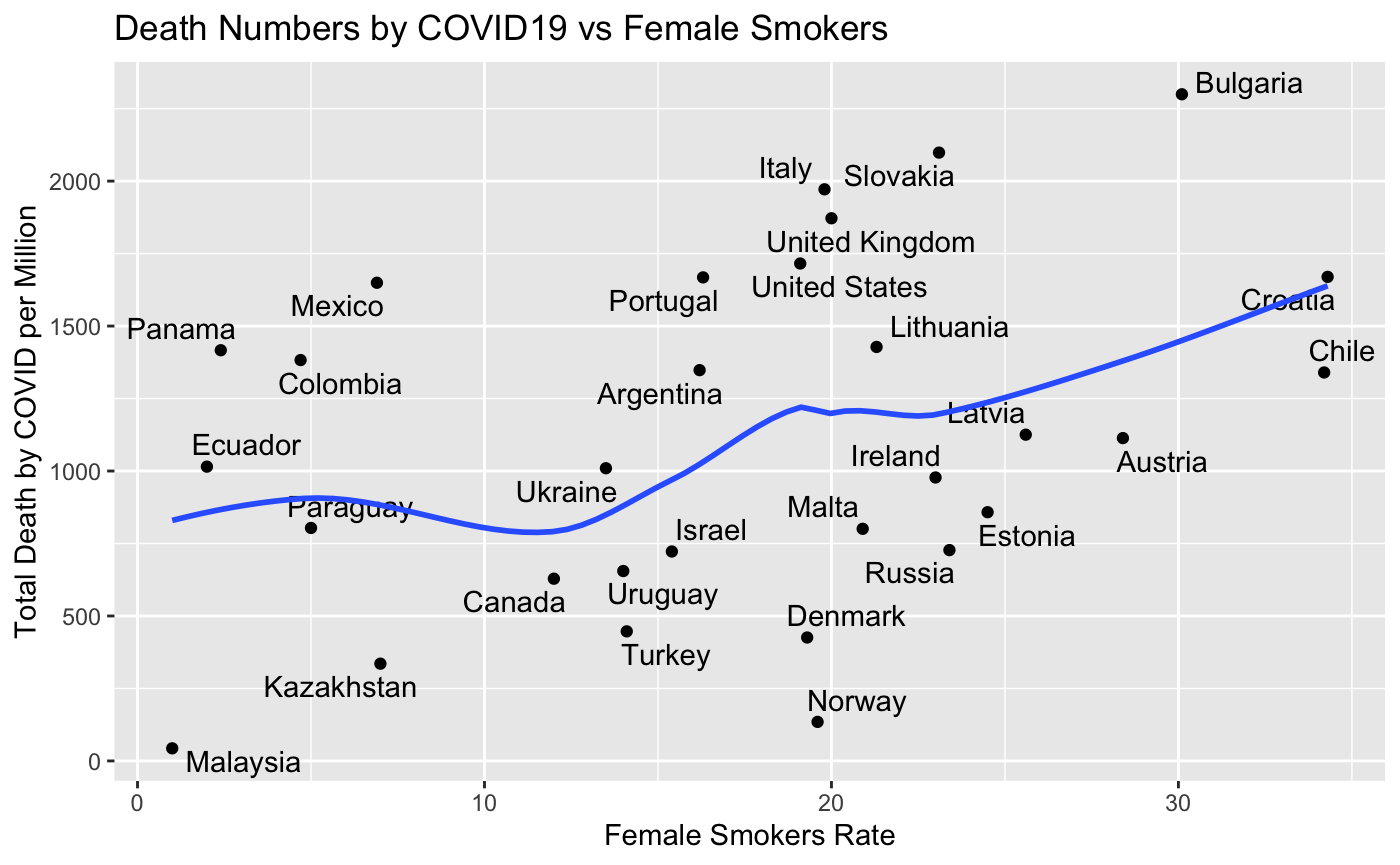 Death Numbers by COVID19 vs Female Smokers
Total Death by COVID per Million
2000
1500
1000
500
0
Bulgaria
Italy
Slovakia
United Kingdom
United States
Mexico
Portugal
Croatia
Panama
Lithuania
Chile
Colombia
Argentina
Latvia
Ecuador
Ireland
Austria
Ukraine
Paraguay
Malta
Israel
Estonia
Russia
Canada
Uruguay
Denmark
Turkey
Kazakhstan
Norway
Malaysia
0 10 20 30
Female Smokers Rate